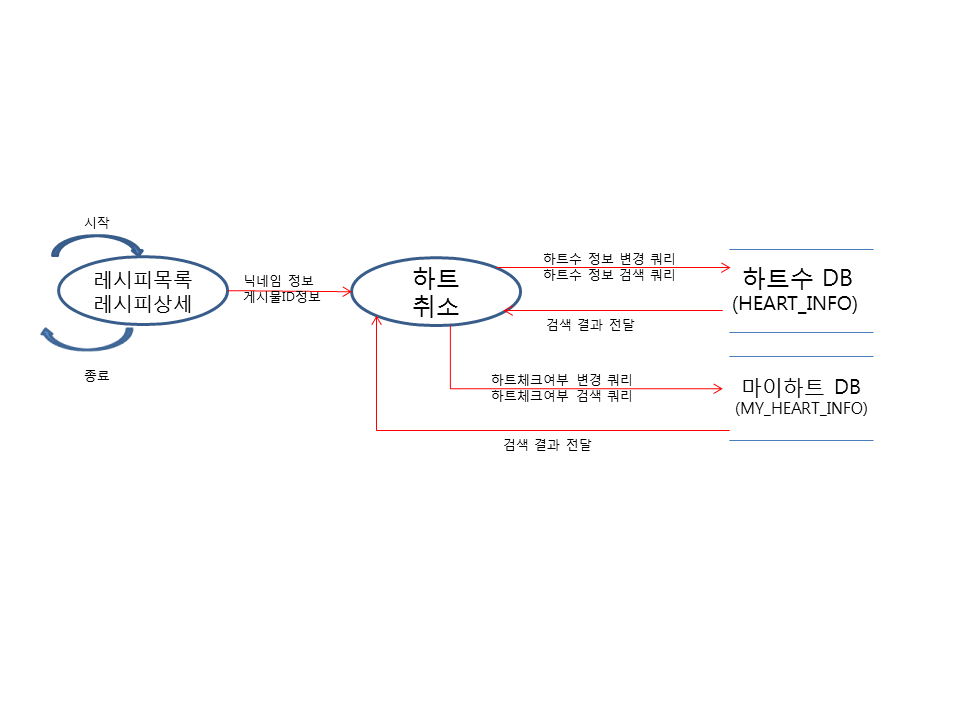 시작
레시피목록
레시피상세
종료
닉네임 정보
게시물ID정보
하트
취소
하트수 정보 변경 쿼리
하트수 정보 검색 쿼리
검색 결과 전달
하트수 DB
(HEART_INFO)
하트체크여부 변경 쿼리
하트체크여부 검색 쿼리
검색 결과 전달
마이하트 DB
(MY_HEART_INFO)